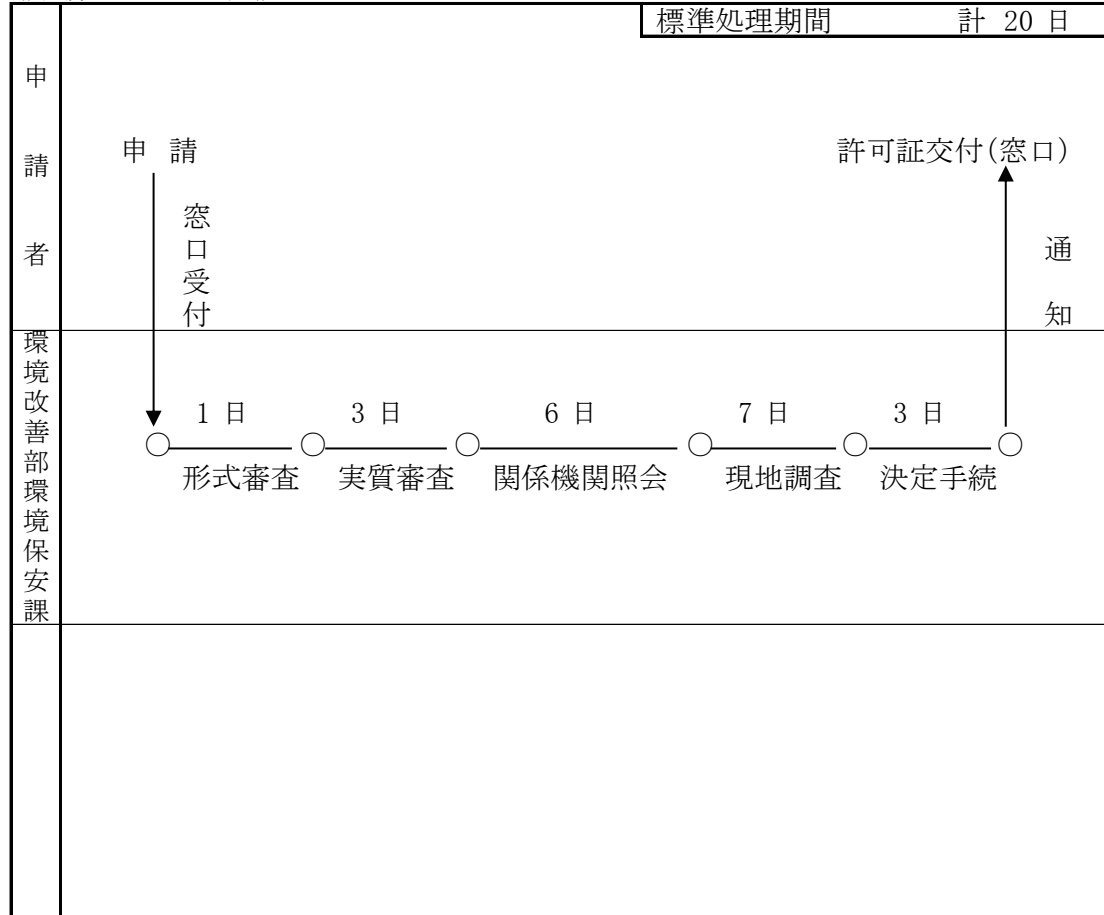 標準処理期間 計 20 日
申請者
申 請
許可証交付(窓口)
窓口受付
通知
環境改善部環境保安課
1 日 3 日 6 日 7 日 3 日
形式審査 実質審査 関係機関照会 現地調査 決定手続